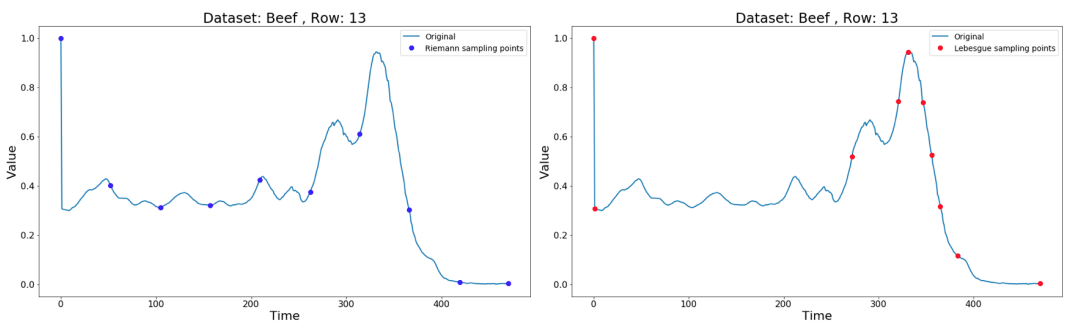 Dataset: Beef , Row: 13
Original
Riemann sampling points
Value
1.0
0.8
0.6
0.4
0.2
0.0
0
100
200
300
400
Time
Dataset: Beef , Row: 13
Original
Lebesgue sampling points
Value
1.0
0.8
0.6
0.4
0.2
0.0
0
100
200
300
400
Time